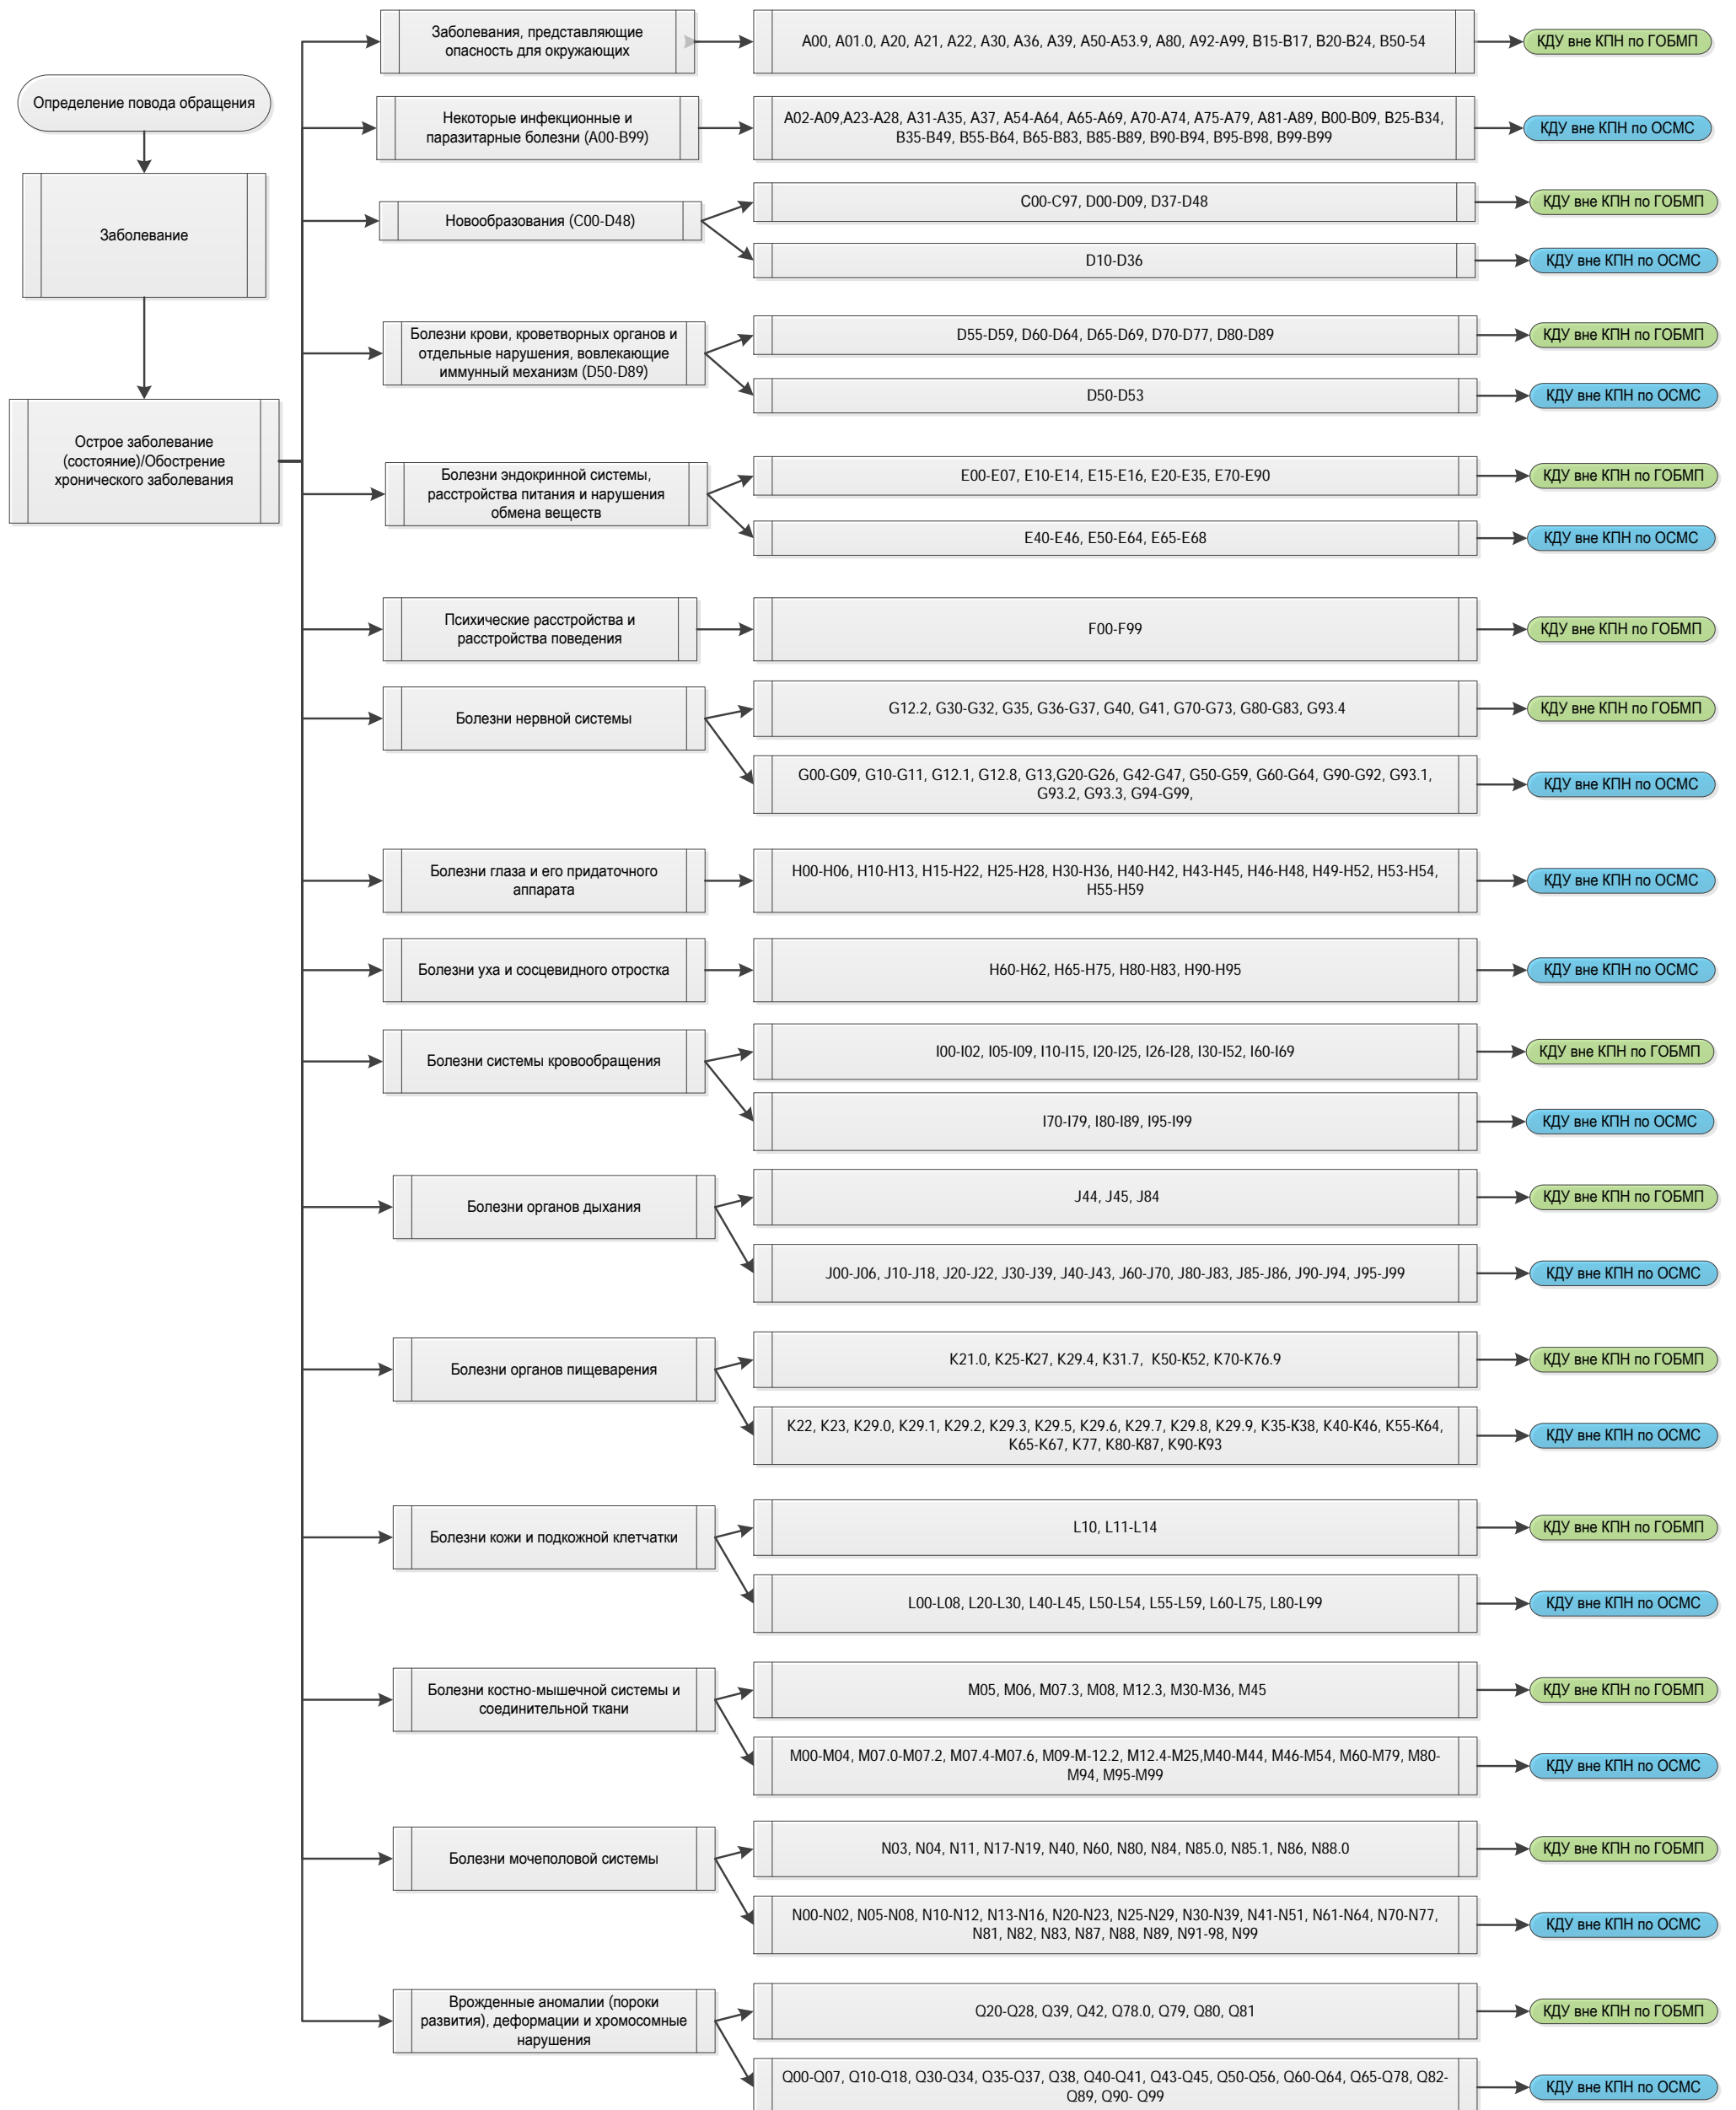 Определение повода обращения
Заболевание
Острое заболевание
(состояние)/Обострение
хронического заболевания
Заболевания, представляющие
опасность для окружающих
A00, A01.0, A20, A21, A22, A30, A36, A39, A50-A53.9, A80, A92-A99, B15-B17, B20-B24, B50-54
КДУ вне КПН по ГОБМП
Некоторые инфекционные и
паразитарные болезни (A00-B99)
A02-A09,A23-A28, A31-A35, A37, A54-A64, A65-A69, A70-A74, A75-A79, A81-A89, B00-B09, B25-B34,
B35-B49, B55-B64, B65-B83, B85-B89, B90-B94, B95-B98, B99-B99
КДУ вне КПН по ОСМС
Новообразования (C00-D48)
C00-C97, D00-D09, D37-D48
КДУ вне КПН по ГОБМП
D10-D36
КДУ вне КПН по ОСМС
Болезни крови, кроветворных органов и
отдельные нарушения, вовлекающие
иммунный механизм (D50-D89)
D55-D59, D60-D64, D65-D69, D70-D77, D80-D89
КДУ вне КПН по ГОБМП
D50-D53
КДУ вне КПН по ОСМС
Болезни эндокринной системы,
расстройства питания и нарушения
обмена веществ
E00-E07, E10-E14, E15-E16, E20-E35, E70-E90
КДУ вне КПН по ГОБМП
E40-E46, E50-E64, E65-E68
КДУ вне КПН по ОСМС
Психические расстройства и
расстройства поведения
F00-F99
КДУ вне КПН по ГОБМП
Болезни нервной системы
G12.2, G30-G32, G35, G36-G37, G40, G41, G70-G73, G80-G83, G93.4
КДУ вне КПН по ГОБМП
G00-G09, G10-G11, G12.1, G12.8, G13,G20-G26, G42-G47, G50-G59, G60-G64, G90-G92, G93.1,
G93.2, G93.3, G94-G99,
КДУ вне КПН по ОСМС
Болезни глаза и его придаточного
аппарата
H00-H06, H10-H13, H15-H22, H25-H28, H30-H36, H40-H42, H43-H45, H46-H48, H49-H52, H53-H54,
H55-H59
КДУ вне КПН по ОСМС
Болезни уха и сосцевидного отростка
H60-H62, H65-H75, H80-H83, H90-H95
КДУ вне КПН по ОСМС
Болезни системы кровообращения
I00-I02, I05-I09, I10-I15, I20-I25, I26-I28, I30-I52, I60-I69
КДУ вне КПН по ГОБМП
I70-I79, I80-I89, I95-I99
КДУ вне КПН по ОСМС
Болезни органов дыхания
J44, J45, J84
КДУ вне КПН по ГОБМП
J00-J06, J10-J18, J20-J22, J30-J39, J40-J43, J60-J70, J80-J83, J85-J86, J90-J94, J95-J99
КДУ вне КПН по ОСМС
Болезни органов пищеварения
K21.0, K25-K27, K29.4, K31.7, K50-K52, K70-K76.9
КДУ вне КПН по ГОБМП
K22, K23, K29.0, K29.1, K29.2, K29.3, K29.5, K29.6, K29.7, K29.8, K29.9, K35-K38, K40-K46, K55-K64,
K65-K67, K77, K80-K87, K90-K93
КДУ вне КПН по ОСМС
Болезни кожи и подкожной клетчатки
L10, L11-L14
КДУ вне КПН по ГОБМП
L00-L08, L20-L30, L40-L45, L50-L54, L55-L59, L60-L75, L80-L99
КДУ вне КПН по ОСМС
Болезни костно-мышечной системы и
соединительной ткани
M05, M06, M07.3, M08, M12.3, M30-M36, M45
КДУ вне КПН по ГОБМП
M00-M04, M07.0-M07.2, M07.4-M07.6, M09-M-12.2, M12.4-M25,M40-M44, M46-M54, M60-M79, M80-
M94, M95-M99
КДУ вне КПН по ОСМС
Болезни мочеполовой системы
N03, N04, N11, N17-N19, N40, N60, N80, N84, N85.0, N85.1, N86, N88.0
КДУ вне КПН по ГОБМП
N00-N02, N05-N08, N10-N12, N13-N16, N20-N23, N25-N29, N30-N39, N41-N51, N61-N64, N70-N77,
N81, N82, N83, N87, N88, N89, N91-98, N99
КДУ вне КПН по ОСМС
Врожденные аномалии (пороки
развития), деформации и хромосомные
нарушения
Q20-Q28, Q39, Q42, Q78.0, Q79, Q80, Q81
КДУ вне КПН по ГОБМП
Q00-Q07, Q10-Q18, Q30-Q34, Q35-Q37, Q38, Q40-Q41, Q43-Q45, Q50-Q56, Q60-Q64, Q65-Q78, Q82-
Q89, Q90- Q99
КДУ вне КПН по ОСМС